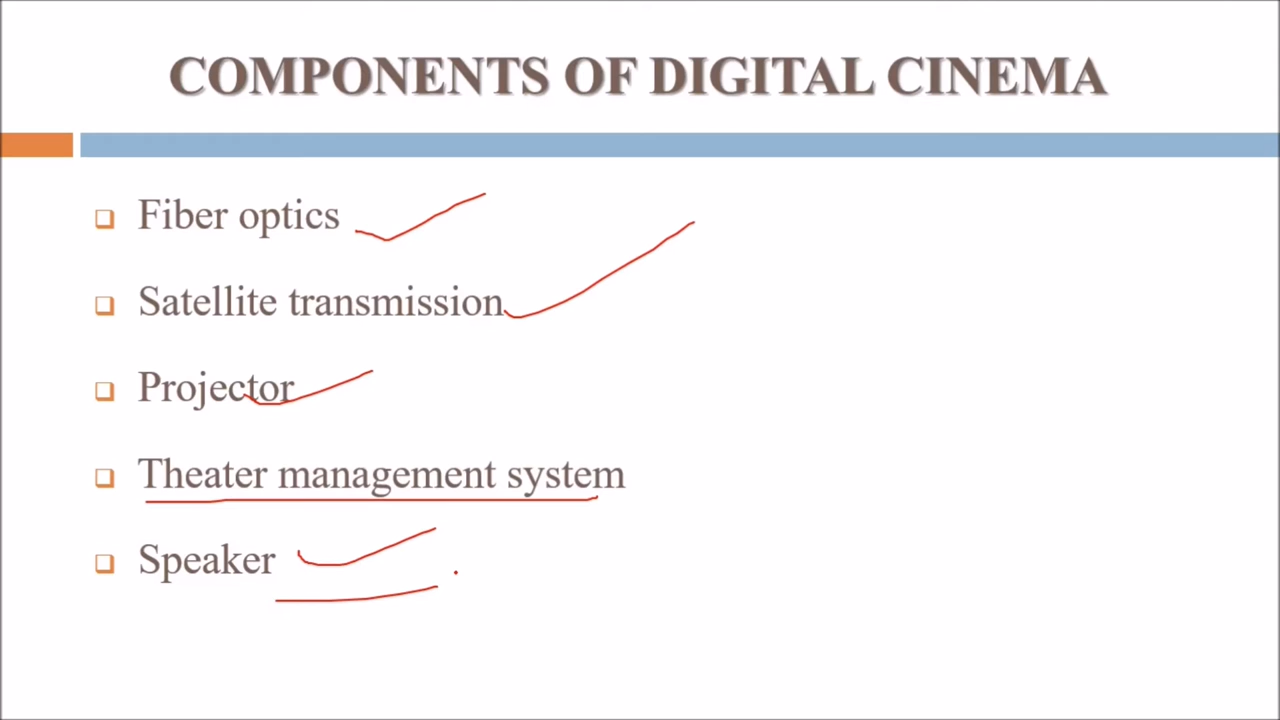 COMPONENTS OF DIGITAL CINEMA
Fiber optics
Satellite transmission
Projector
Theater management system
Speaker